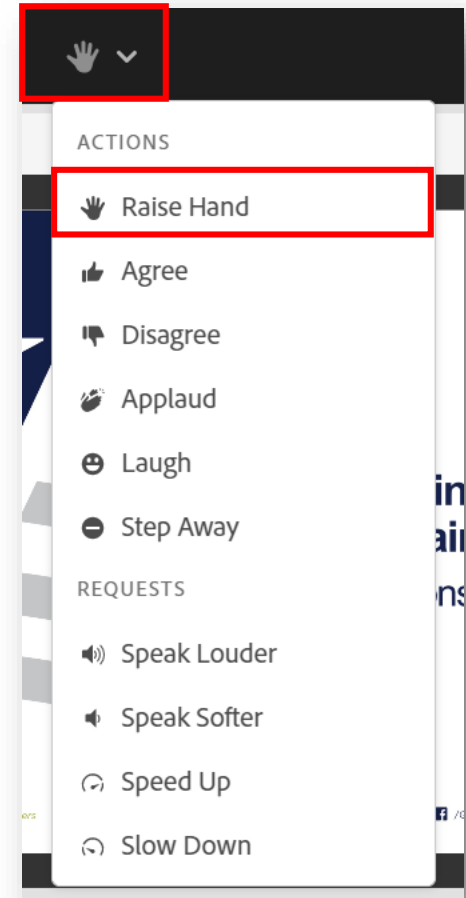 ACTIONS
Raise Hand
Agree
Disagree
Applaud
Laugh
Step Away
REQUESTS
Speak Louder
Speak Softer
Speed Up
Slow Down